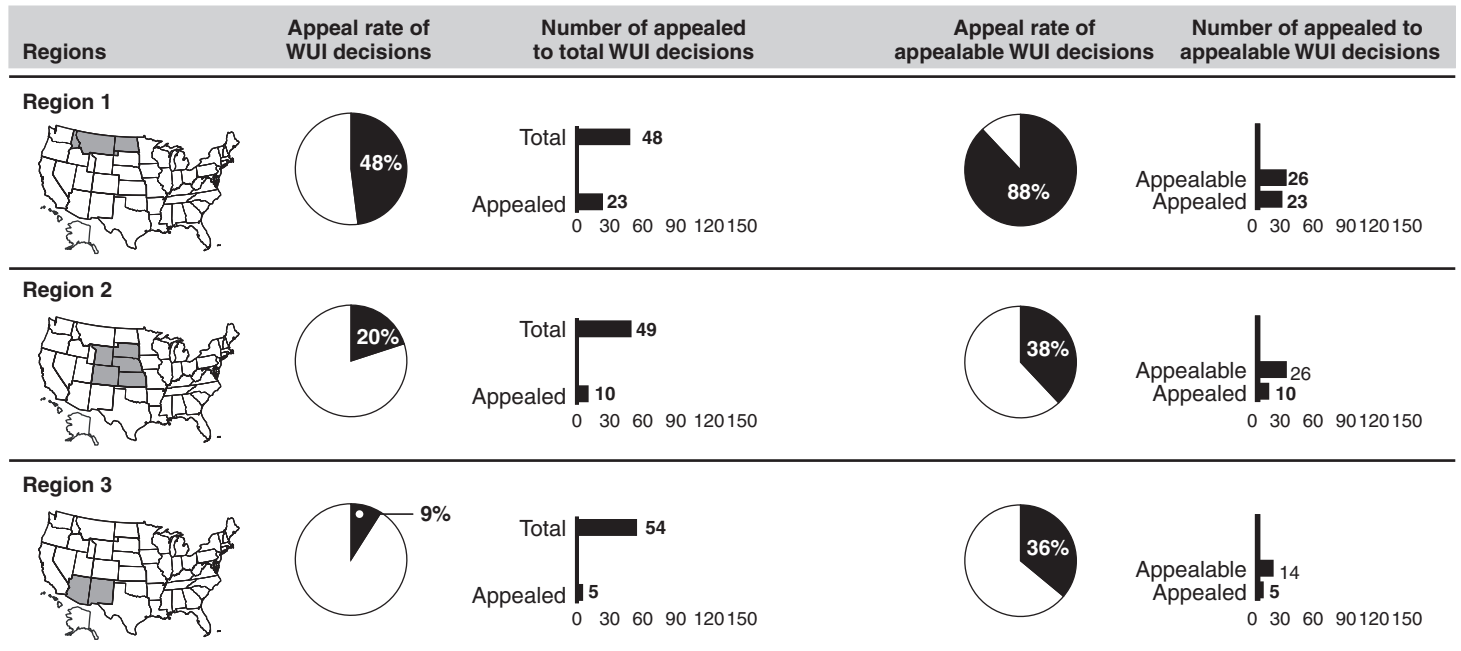 Regions
Appeal rate of
WUI decisions
Number of appealed
to total WUI decisions
Appeal rate of
appealable WUI decisions
Number of appealed to
appealable WUI decisions
Region 1
48%
Total 48
Appealed 23
0 30 60 90 120 150
88%
Appealable 26
Appealed 23
0 30 60 90 120 150
Region 2
20%
Total 49
Appealed 10
0 30 60 90 120 150
38%
Appealable 26
Appealed 10
0 30 60 90 120 150
Region 3
9%
Total 54
Appealed 5
0 30 60 90 120 150
36%
Appealable 14
Appealed 5
0 30 60 90 120 150